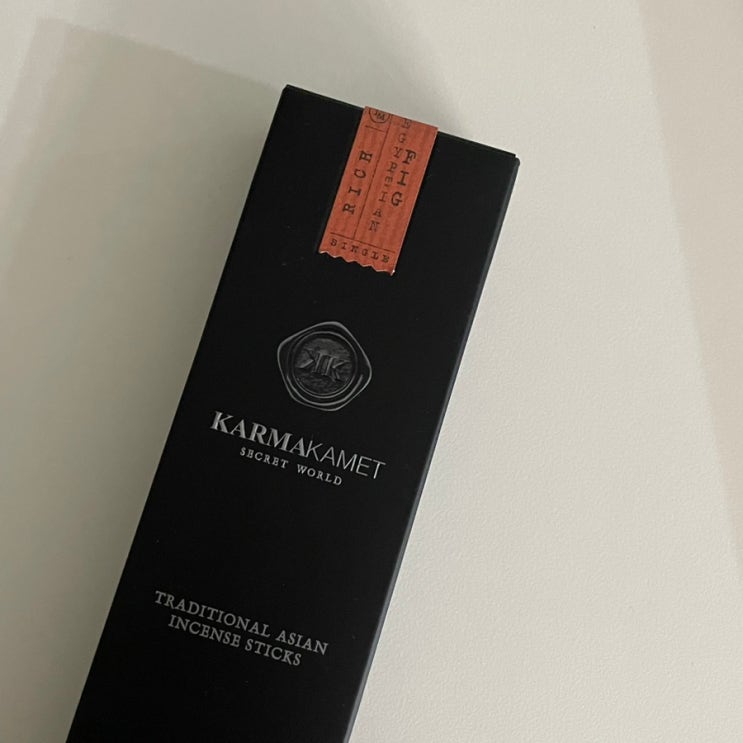 RICH
EGYPTIAN
FIG
SINGLE
KARMAKAMET
SECRET WORLD
TRADITIONAL ASIAN
INCENSE STICKS